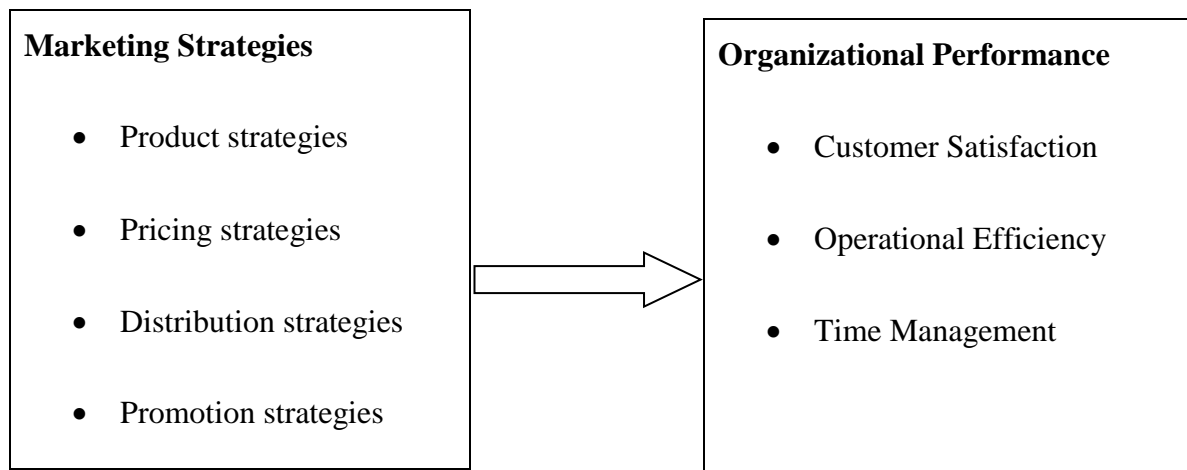 Marketing Strategies
• Product strategies
• Pricing strategies
• Distribution strategies
• Promotion strategies
Organizational Performance
• Customer Satisfaction
• Operational Efficiency
• Time Management